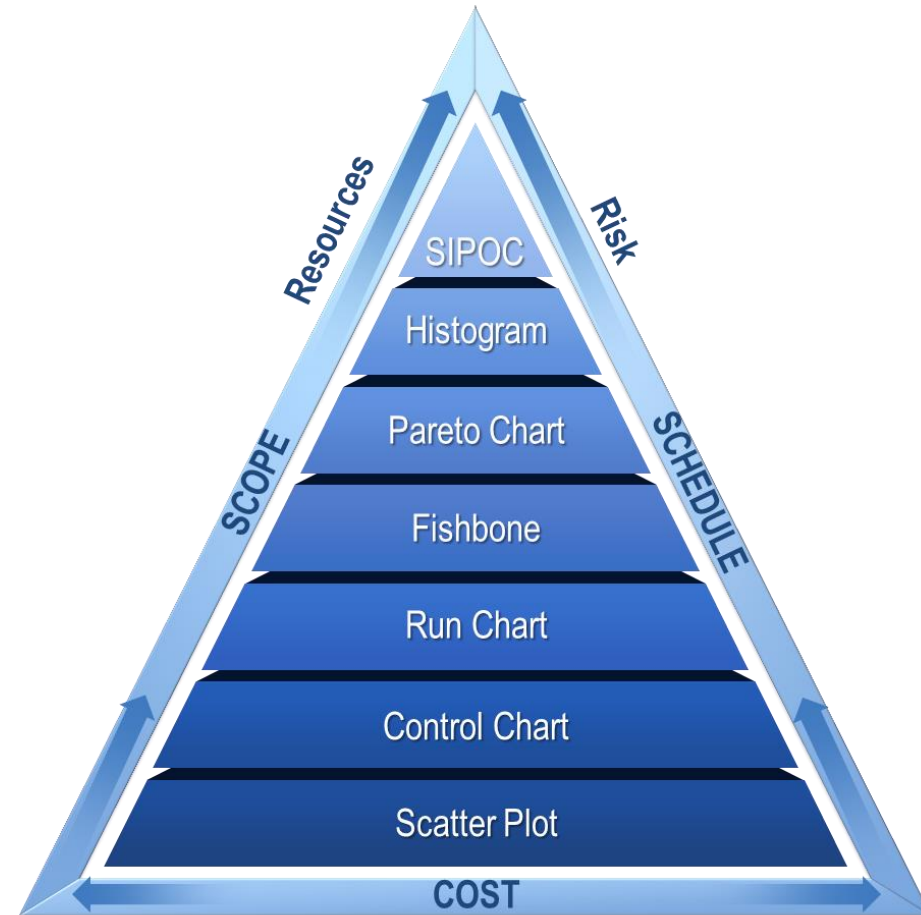 Resources
Risk
SIPOC
Histogram
Pareto Chart
SCOPE
SCHEDULE
Fishbone
Run Chart
Control Chart
Scatter Plot
COST